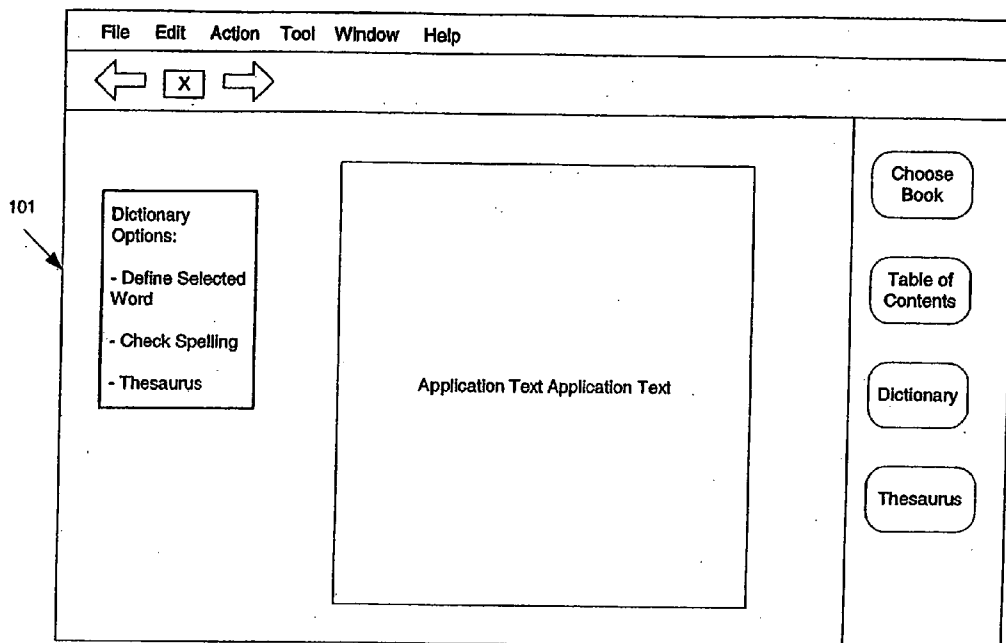 File Edit Action Tool Window Help
X
101
Dictionary
Options:
- Define Selected
Word
- Check Spelling
- Thesaurus
Application Text Application Text
Choose
Book
Table of
Contents
Dictionary
Thesaurus